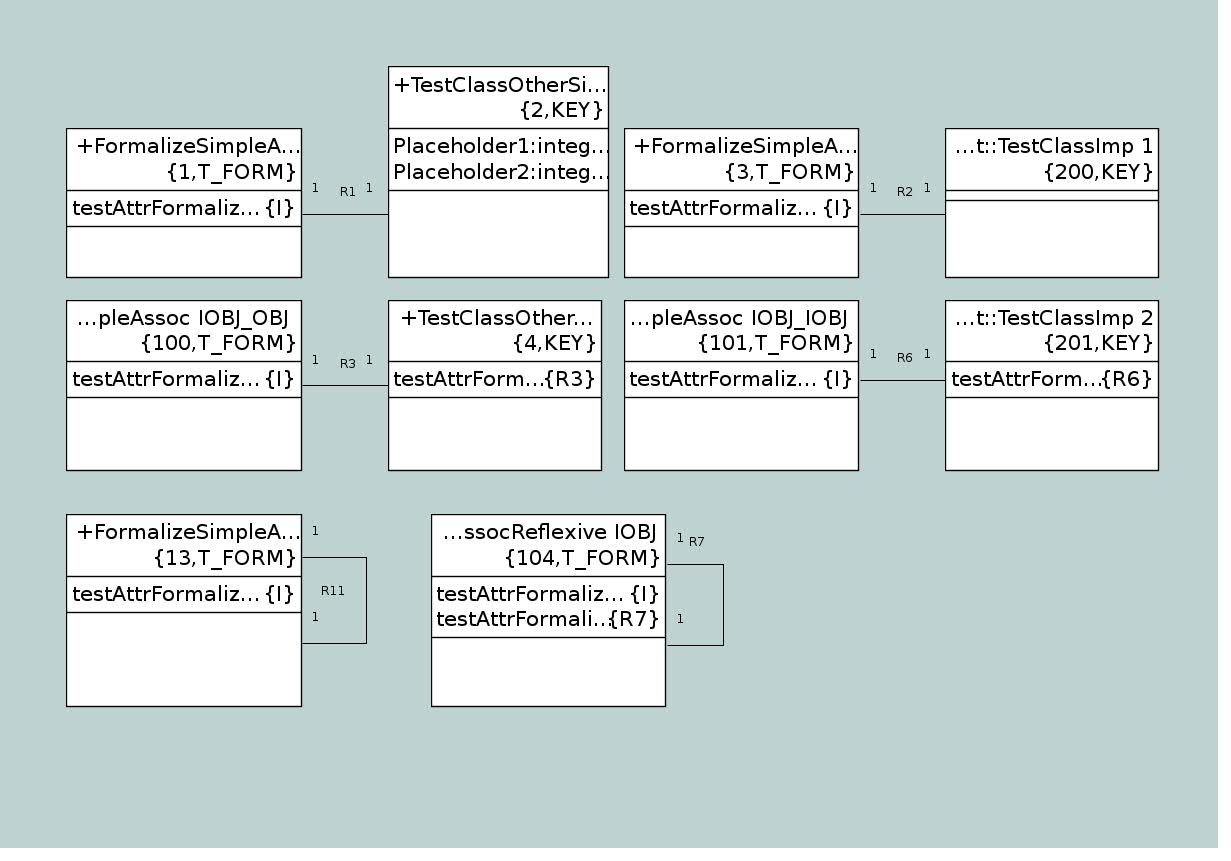 +TestClassOtherSi...
{2,KEY}
Placeholder1:integ...
Placeholder2:integ...
+FormalizeSimpleA...
{1,T_FORM}
testAttrFormaliz... {I}
1 R1 1
+FormalizeSimpleA...
{3,T_FORM}
testAttrFormaliz... {I}
1 R2 1
...t::TestClassImp 1
{200,KEY}
...pleAssoc IOBJ_OBJ
{100,T_FORM}
testAttrFormaliz... {I}
1 R3 1
+TestClassOther...
{4,KEY}
testAttrForm...{R3}
...pleAssoc IOBJ_IOBJ
{101,T_FORM}
testAttrFormaliz... {I}
1 R6 1
...t::TestClassImp 2
{201,KEY}
testAttrForm...{R6}
+FormalizeSimpleA...
{13,T_FORM}
testAttrFormaliz... {I}
1
R11
1
...ssocReflexive IOBJ
{104,T_FORM}
testAttrFormaliz... {I}
testAttrFormali...{R7}
1 R7
1